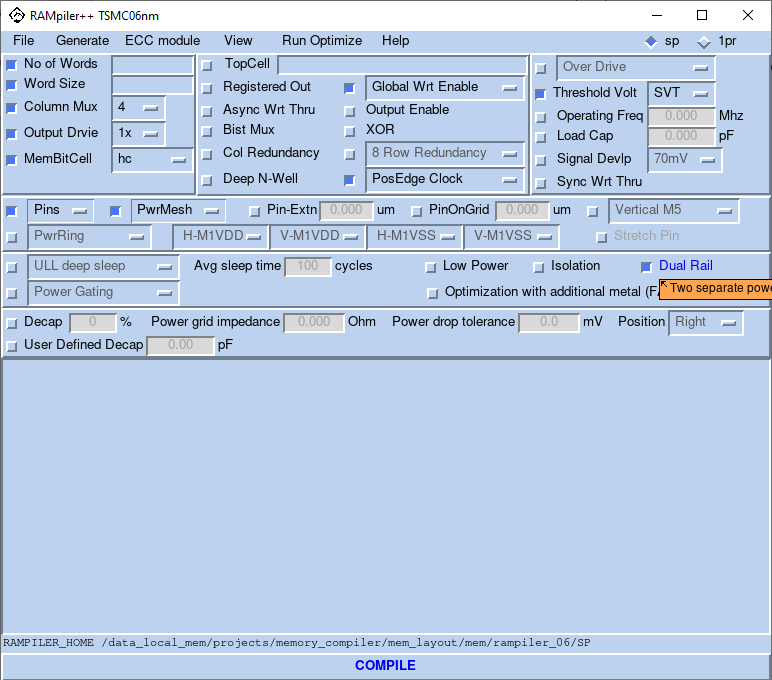 RAMpiler++ TSMC06nm
File Generate ECC module View Run Optimize Help sp 1pr
No of Words TopCell Over Drive
Word Size Registered Out Global Wrt Enable Threshold Volt SVT
Column Mux 4 Async Wrt Thru Output Enable Operating Freq 0.000 Mhz
Output Drvie 1x Bist Mux XOR Load Cap 0.000 pF
MemBitCell hc Col Redundancy 8 Row Redundancy Signal Devlp 70mV
Deep N-Well PosEdge Clock Sync Wrt Thru
Pins PwrMesh Pin-Extn 0.000 um PinOnGrid 0.000 um Vertical M5
PwrRing H-M1VDD V-M1VDD H-M1VSS V-M1VSS Stretch Pin
ULL deep sleep Avg sleep time 100 cycles Low Power Isolation Dual Rail
Power Gating Optimization with additional metal Two separate
Decap 0 % Power grid impedance 0.000 Ohm Power drop tolerance 0.0 mV Position Right
User Defined Decap 0.00 pF
RAMPILER_HOME /data_local_mem/projects/memory_compiler/mem_layout/mem/rampiler_06/SP
COMPILE